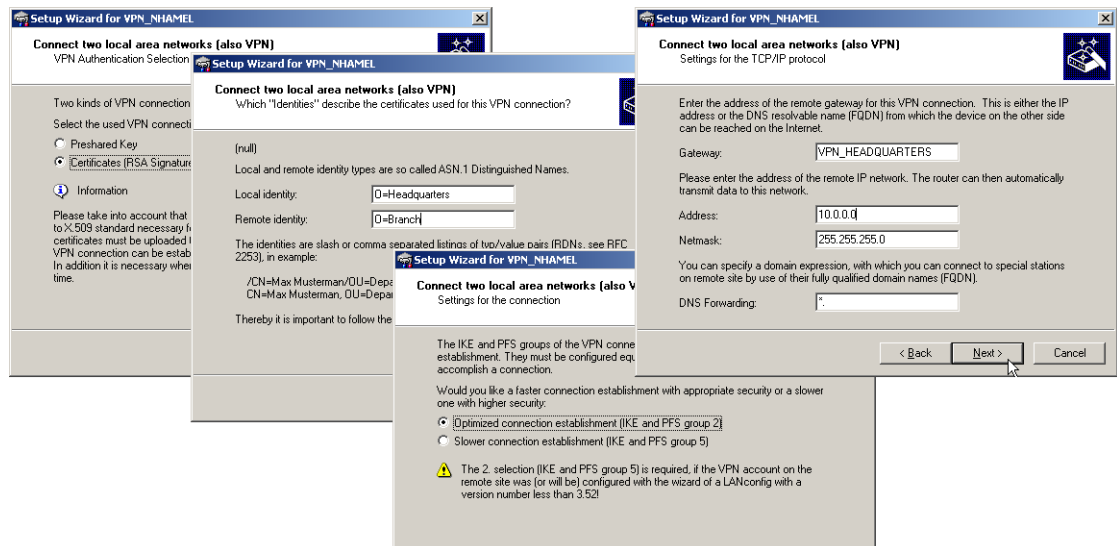 Setup Wizard for VPN_NHAMEL
Connect two local area networks (also VPN)
VPN Authentication Selection
Two kinds of VPN connection
Select the used VPN connecti
Preshared Key
Certificates (RSA Signature
Information
Please take into account that
to X.509 standard necessary f
certificates must be uploaded
VPN connection can be estab
In addition it is necessary
time.
Setup Wizard for VPN_NHAMEL
Connect two local area networks (also VPN)
Which "Identities" describe the certificates used for this VPN connection?
(null)
Local and remote identity types are so called ASN.1 Distinguished Names.
Local identity: O=Headquarters
Remote identity: O=Branch
The identities are slash or comma separated listings of typ/value pairs (RDNs, see RFC
2253), in example:
/CN=Max Musterman/OU=Depa
CN=Max Musterman, OU=Depar
Thereby it is important to follow the
Setup Wizard for VPN_NHAMEL
Connect two local area networks (also V
Settings for the connection
The IKE and PFS groups of the VPN conne
establishment. They must be configured equ
accomplish a connection.
Would you like a faster connection establishment with appropriate security or a slower
one with higher security:
Optimized connection establishment (IKE and PFS group 2)
Slower connection establishment (IKE and PFS group 5)
The 2. selection (IKE and PFS group 5) is required, if the VPN account on the
remote site was (or will be) configured with the wizard of a LANconfig with a
version number less than 3.52!
Setup Wizard for VPN_NHAMEL
Connect two local area networks (also VPN)
Settings for the TCP/IP protocol
Enter the address of the remote gateway for this VPN connection. This is either the IP
address or the DNS resolvable name (FQDN) from which the device on the other side
can be reached on the Internet.
Gateway: VPN_HEADQUARTERS
Please enter the address of the remote IP network. The router can then automatically
transmit data to this network.
Address: 10.0.0.0
Netmask: 255.255.255.0
You can specify a domain expression, with which you can connect to special stations
on remote site by use of their fully qualified domain names (FQDN).
DNS Forwarding: *.
< Back Next > Cancel